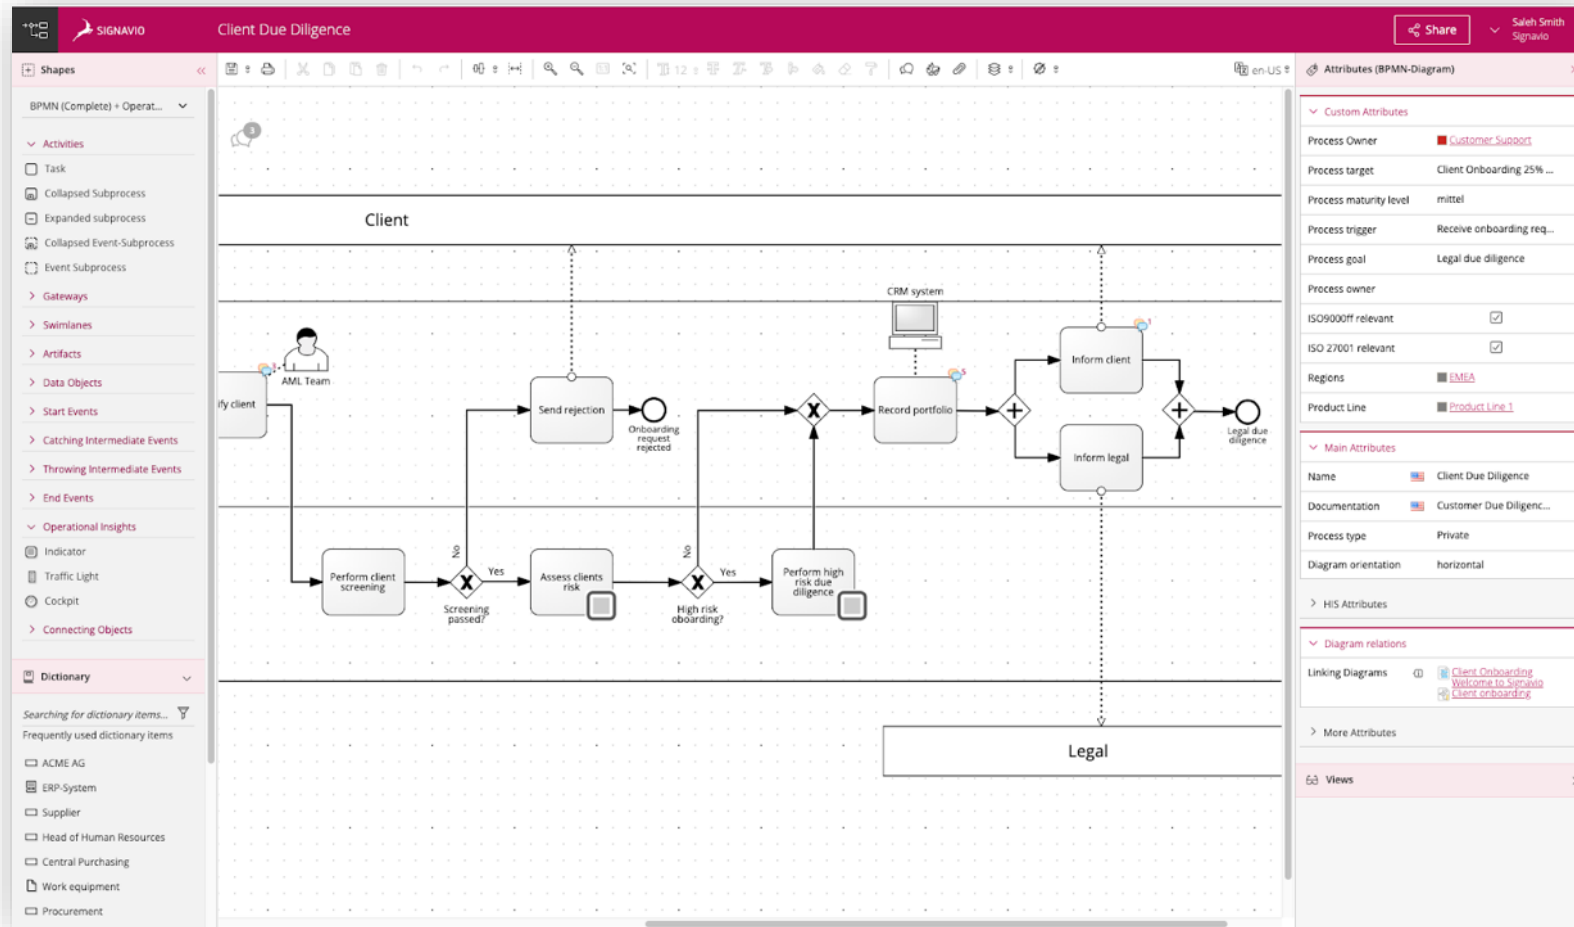 SIGNAVIO
Client Due Diligence
Share
Saleh Smith
Signavio
Shapes
BPMN (Complete) + Operat...
Activities
Task
Collapsed Subprocess
Expanded subprocess
Collapsed Event-Subprocess
Event Subprocess
Gateways
Swimlanes
Artifacts
Data Objects
Start Events
Catching Intermediate Events
Throwing Intermediate Events
End Events
Operational Insights
Indicator
Traffic Light
Cockpit
Connecting Objects
Dictionary
Searching for dictionary items...
Frequently used dictionary items
ACME AG
ERP-System
Supplier
Head of Human Resources
Central Purchasing
Work equipment
Procurement
12
en-US
3
Client
CRM system
AML Team
3
ify client
Send rejection
Onboarding
request
rejected
5
Record portfolio
1
Inform client
Inform legal
Legal due
diligence
Perform client
screening
No
Yes
Screening
passed?
Assess clients
risk
No
Yes
High risk
oboarding?
Perform high
risk due
diligence
Legal
Attributes (BPMN-Diagram)
Custom Attributes
Process Owner Customer Support
Process target Client Onboarding 25% ...
Process maturity level mittel
Process trigger Receive onboarding req...
Process goal Legal due diligence
Process owner
ISO9000ff relevant
ISO 27001 relevant
Regions EMEA
Product Line Product Line 1
Main Attributes
Name Client Due Diligence
Documentation Customer Due Diligenc...
Process type Private
Diagram orientation horizontal
HIS Attributes
Diagram relations
Linking Diagrams Client Onboarding
Welcome to Signavio
Client onboarding
More Attributes
Views